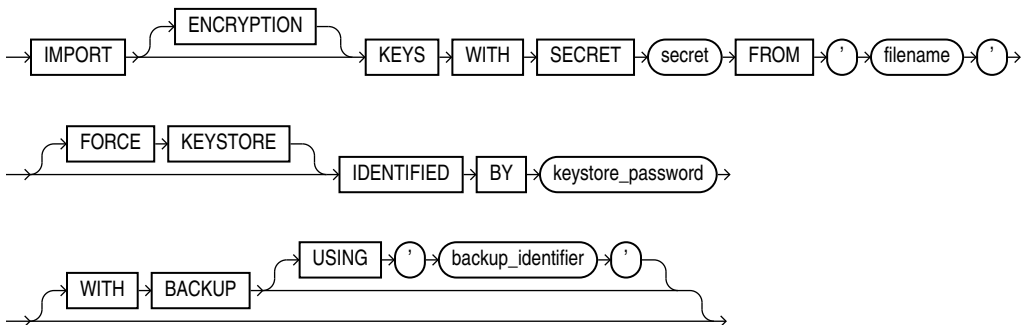 ENCRYPTION
IMPORT KEYS WITH SECRET secret FROM ' filename '
FORCE KEYSTORE
IDENTIFIED BY keystore_password
USING ' backup_identifier '
WITH BACKUP